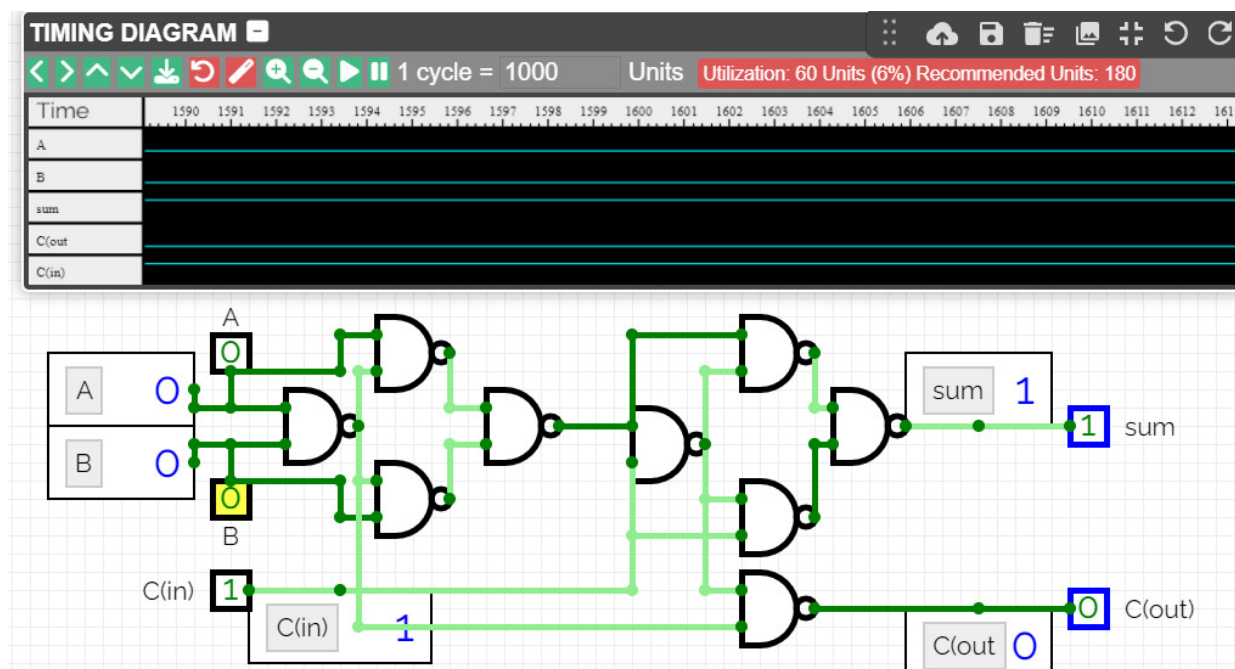 TIMING DIAGRAM
1 cycle = 1000 Units Utilization: 60 Units (6%) Recommended Units: 180
Time 1590 1591 1592 1593 1594 1595 1596 1597 1598 1599 1600 1601 1602 1603 1604 1605 1606 1607 1608 1609 1610 1611 1612 161
A
B
sum
C(out
C(in)
A
0
A 0
B 0
0
B
C(in) 1
C(in) 1
sum 1
1 sum
0 C(out)
C(out 0